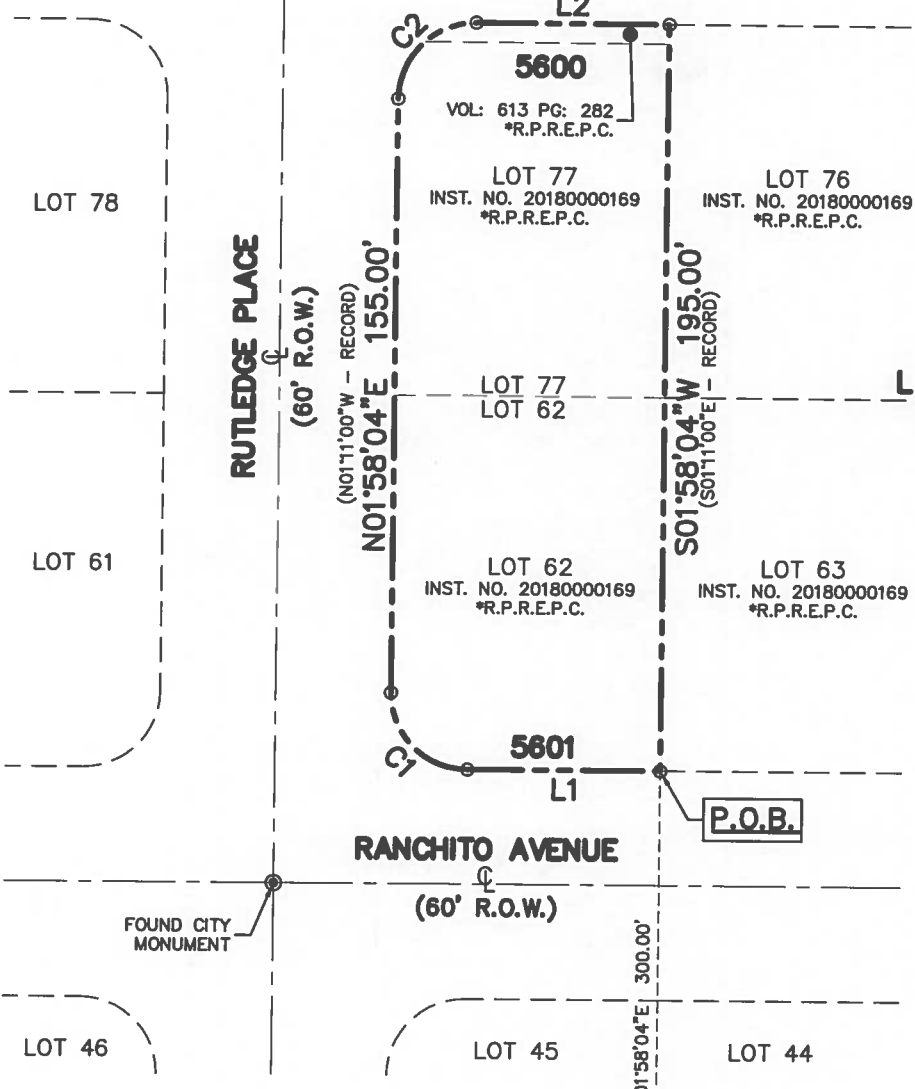 L2
C2
5600
VOL: 613 PG: 282
*R.P.R.E.P.C.
LOT 78
LOT 77
INST. NO. 20180000169
*R.P.R.E.P.C.
LOT 76
INST. NO. 20180000169
*R.P.R.E.P.C.
RUTLEDGE PLACE
℄
(60' R.O.W.)
(N01°11'00"W – RECORD)
N01°58'04"E 155.00'
S01°58'04"W 195.00'
(S01°11'00"E – RECORD)
LOT 77
LOT 62
L
LOT 61
LOT 62
INST. NO. 20180000169
*R.P.R.E.P.C.
LOT 63
INST. NO. 20180000169
*R.P.R.E.P.C.
C1
5601
L1
P.O.B.
RANCHITO AVENUE
℄
(60' R.O.W.)
FOUND CITY
MONUMENT
01°58'04"E 300.00'
LOT 46
LOT 45
LOT 44